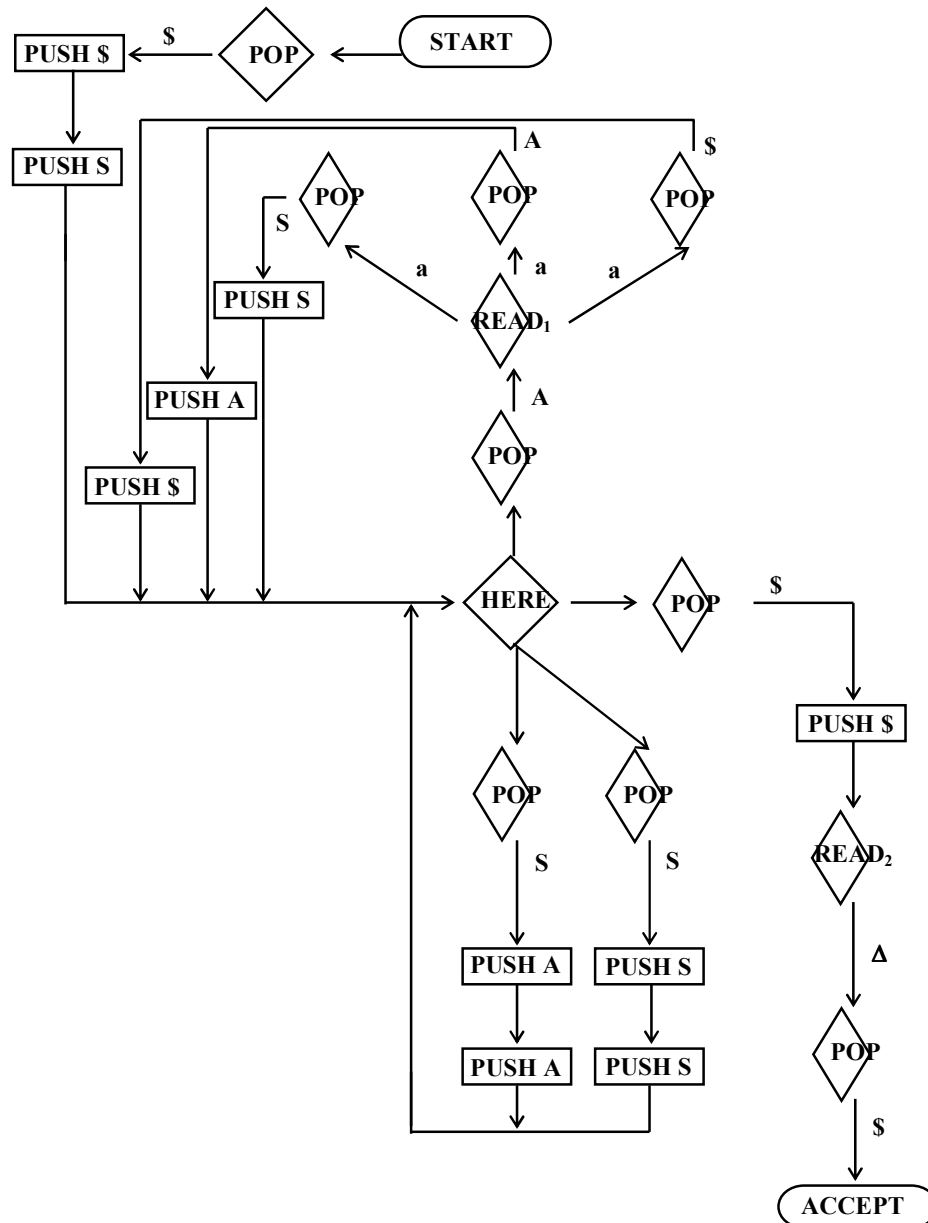 START
$
POP
PUSH $
PUSH S
A
$
POP
POP
POP
S
a
a
a
PUSH S
READ₁
PUSH A
A
POP
PUSH $
HERE
POP
$
PUSH $
POP
POP
S
S
READ₂
PUSH A
PUSH S
Δ
PUSH A
PUSH S
POP
$
ACCEPT